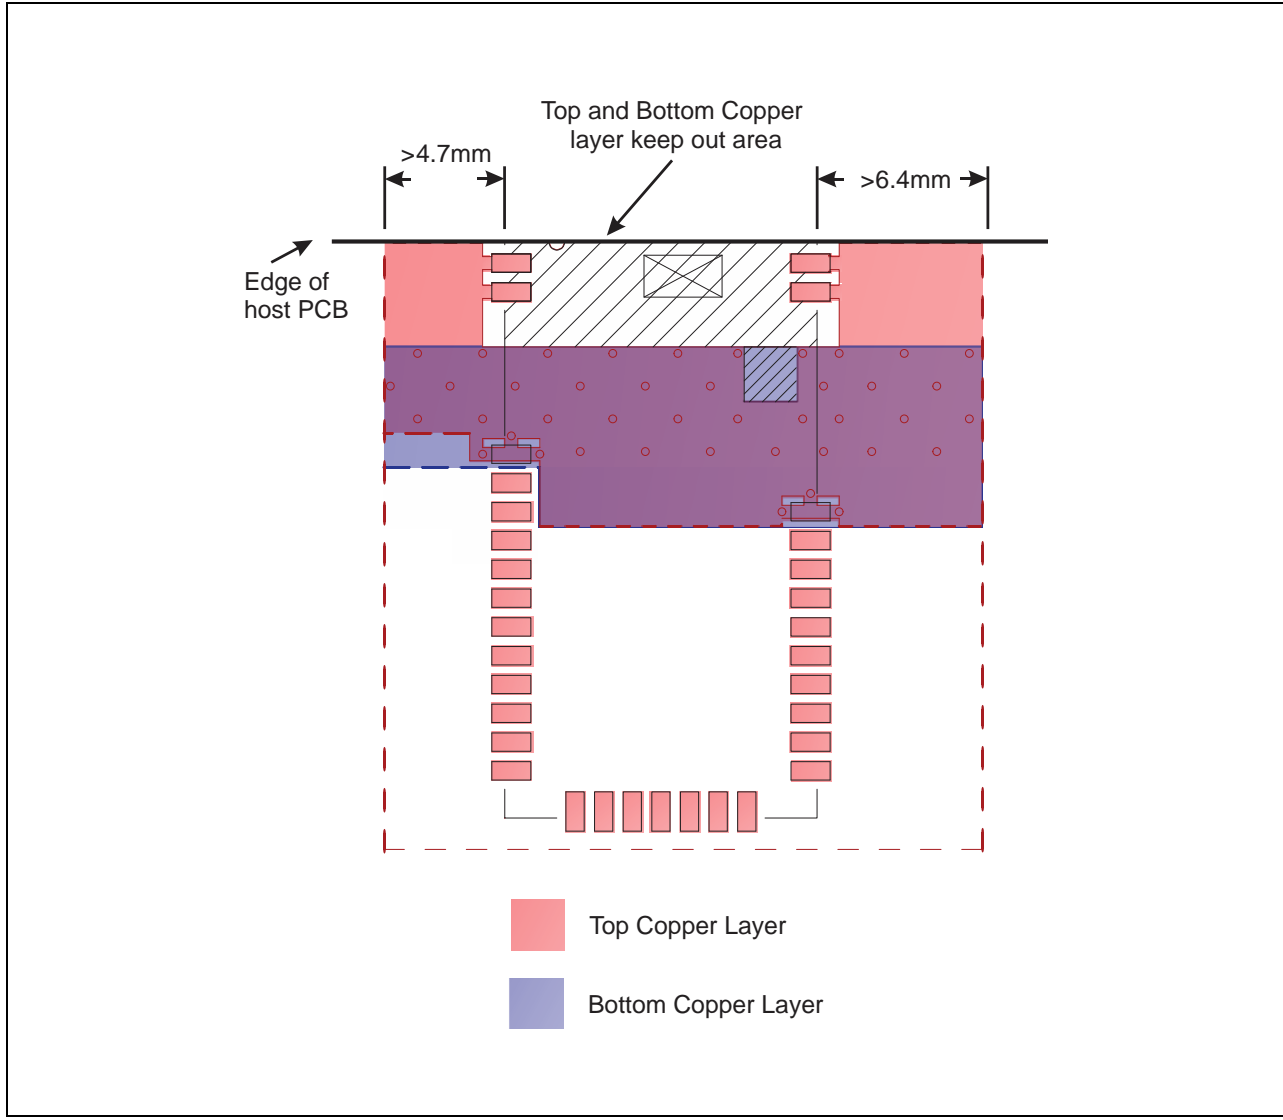 Top and Bottom Copper
layer keep out area
>4.7mm
>6.4mm
Edge of
host PCB
Top Copper Layer
Bottom Copper Layer